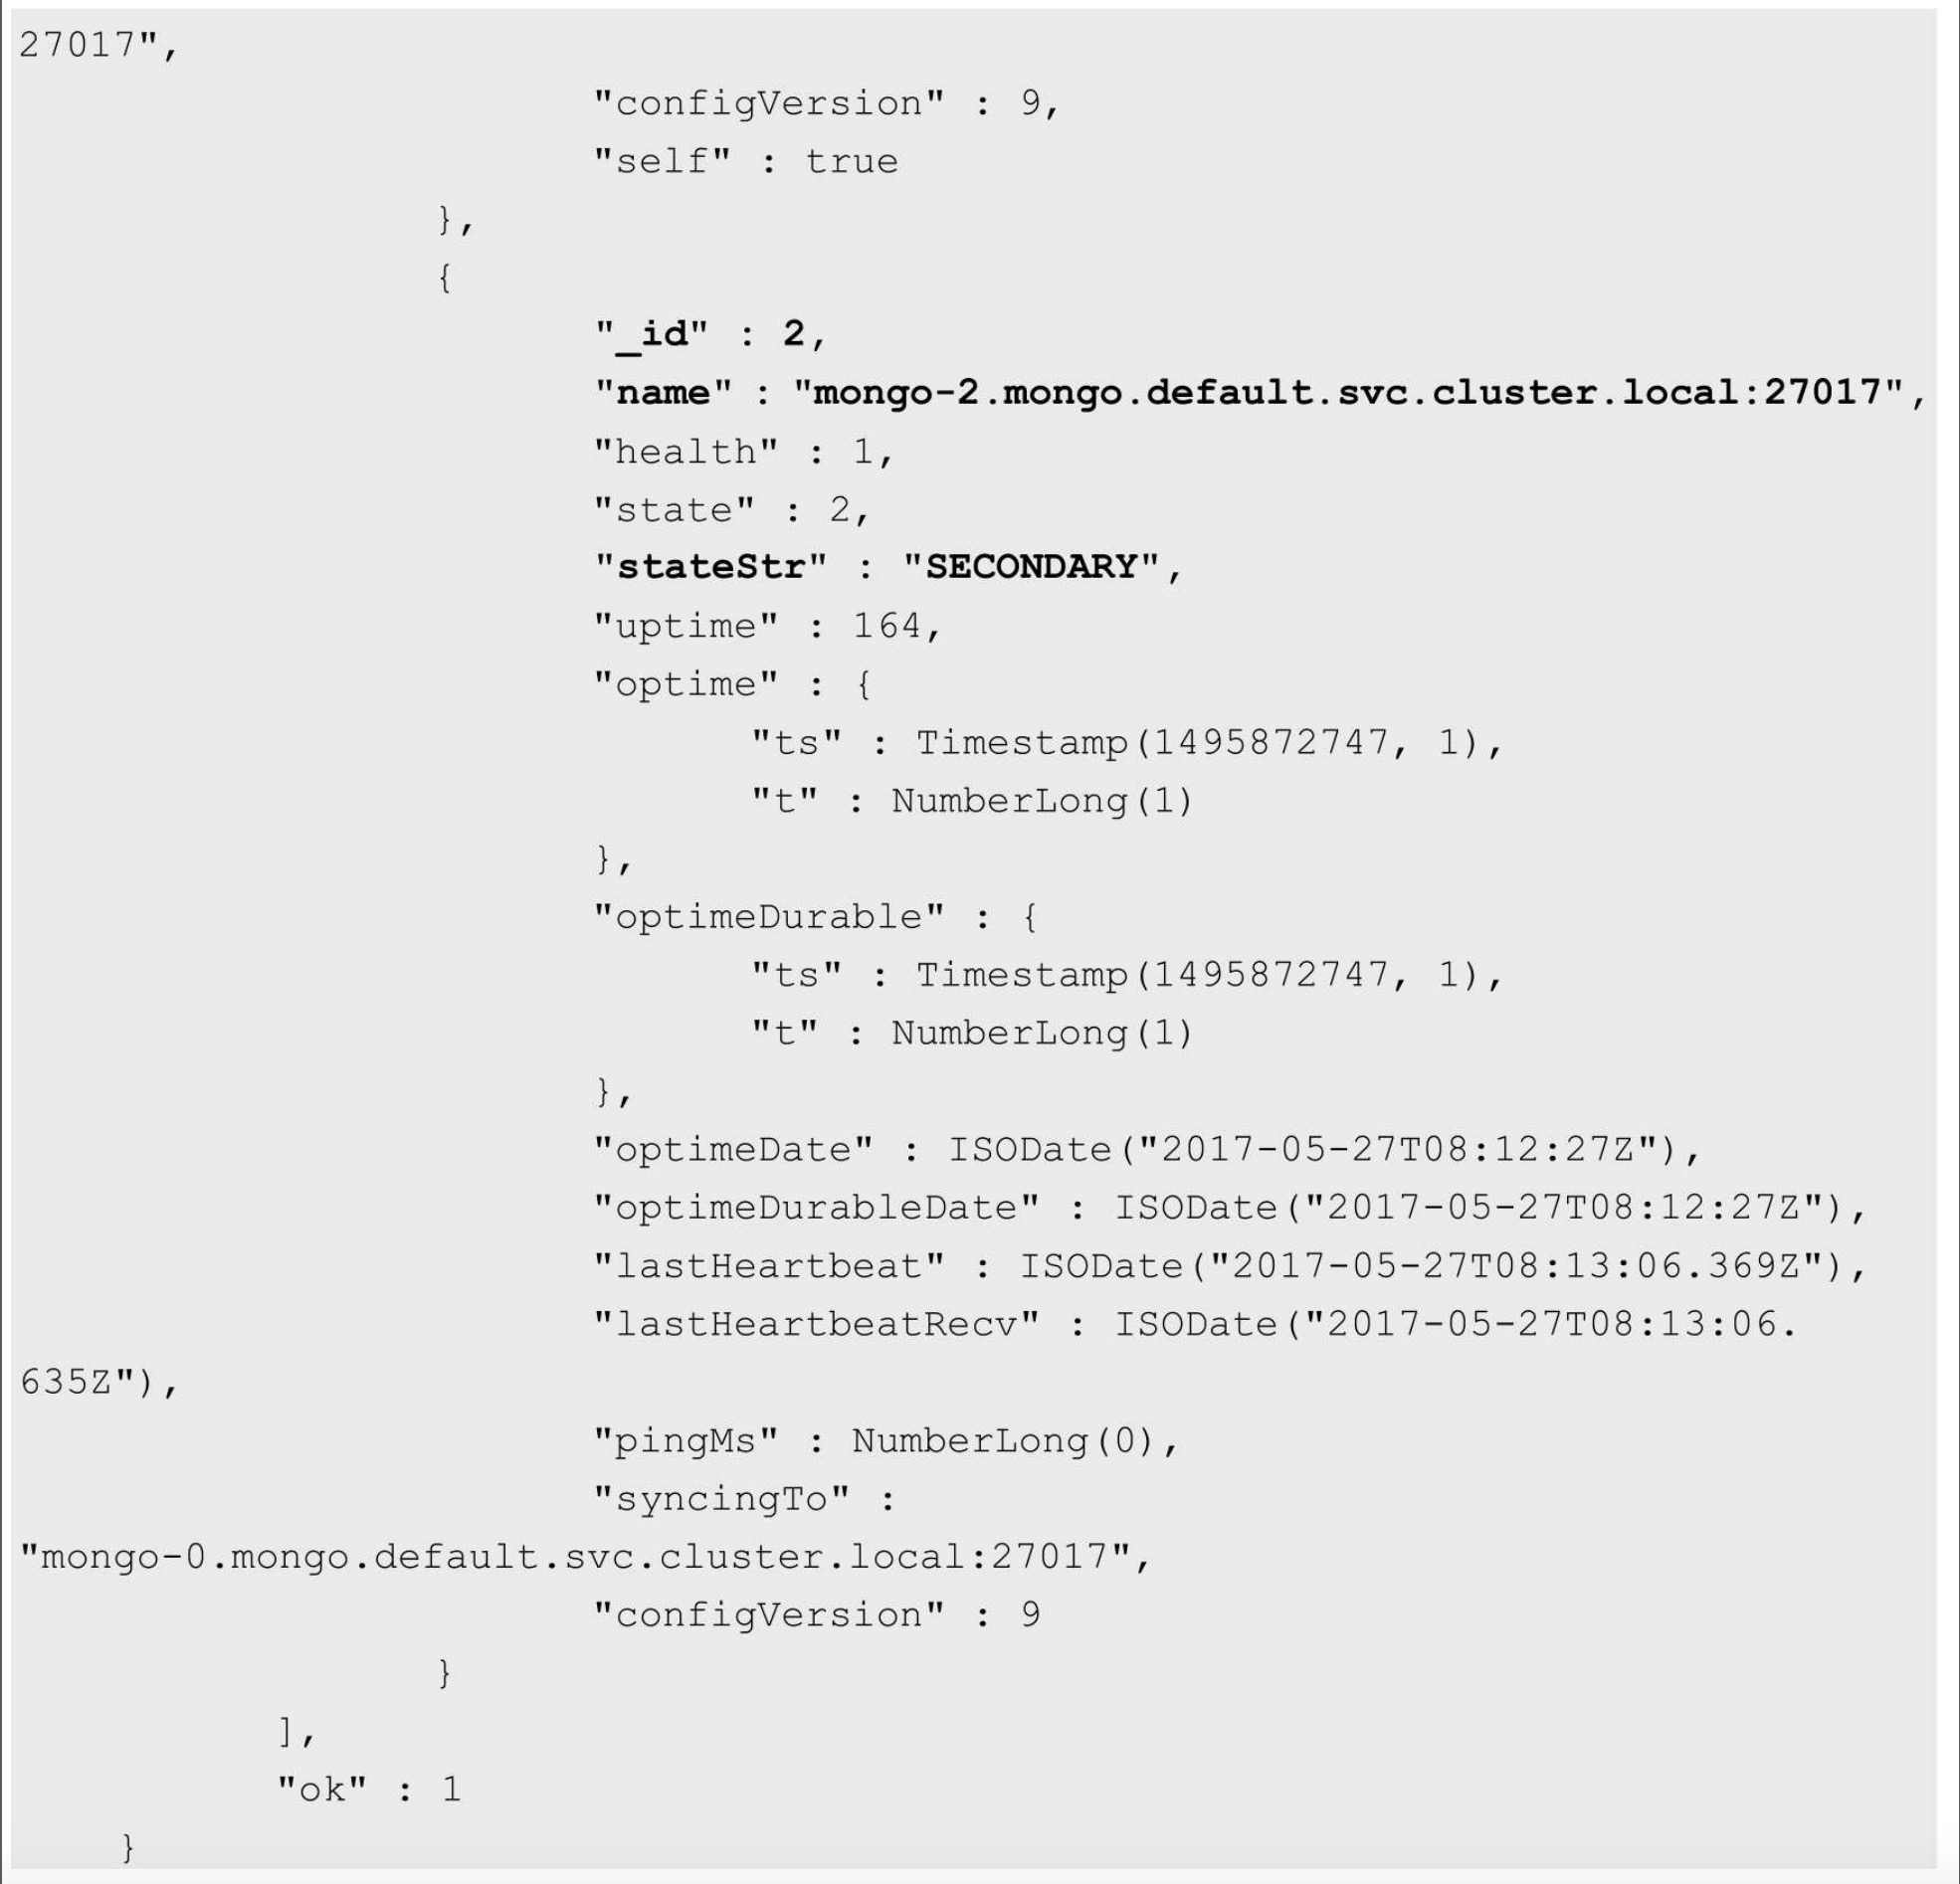 27017",
"configVersion" : 9,
"self" : true
},
{
"_id" : 2,
"name" : "mongo-2.mongo.default.svc.cluster.local:27017",
"health" : 1,
"state" : 2,
"stateStr" : "SECONDARY",
"uptime" : 164,
"optime" : {
"ts" : Timestamp(1495872747, 1),
"t" : NumberLong(1)
},
"optimeDurable" : {
"ts" : Timestamp(1495872747, 1),
"t" : NumberLong(1)
},
"optimeDate" : ISODate("2017-05-27T08:12:27Z"),
"optimeDurableDate" : ISODate("2017-05-27T08:12:27Z"),
"lastHeartbeat" : ISODate("2017-05-27T08:13:06.369Z"),
"lastHeartbeatRecv" : ISODate("2017-05-27T08:13:06.
635Z"),
"pingMs" : NumberLong(0),
"syncingTo" :
"mongo-0.mongo.default.svc.cluster.local:27017",
"configVersion" : 9
}
],
"ok" : 1
}